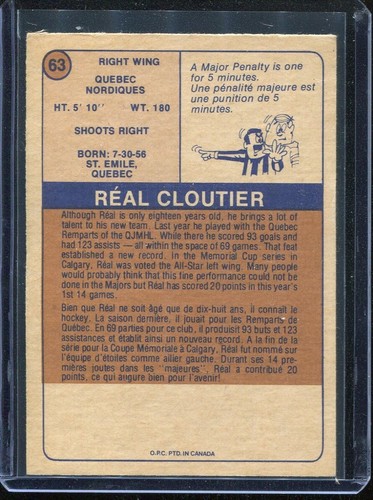 63
RIGHT WING
QUEBEC
NORDIQUES
HT. 5' 10" WT. 180
SHOOTS RIGHT
BORN: 7-30-56
ST. EMILE,
QUEBEC
A Major Penalty is one
for 5 minutes.
Une pénalité majeure est
une punition de 5
minutes.
RÉAL CLOUTIER
Although Réal is only eighteen years old, he brings a lot of
talent to his new team. Last year he played with the Quebec
Remparts of the QJMHL. While there he scored 93 goals and
had 123 assists — all within the space of 69 games. That feat
established a new record. In the Memorial Cup series in
Calgary, Réal was voted the All-Star left wing. Many people
would probably think that this fine performance could not be
done in the Majors but Réal has scored 20 points in this year's
1st 14 games.
Bien que Réal ne soit âgé que de dix-huit ans, il connait le
hockey. La saison dernière, il jouait pour les Remparts de
Québec. En 69 parties pour ce club, il produisit 93 buts et 123
assistances et établit ainsi un nouveau record. A la fin de la
série pour la Coupe Mémoriale à Calgary, Réal fut nommé sur
l'équipe d'étoiles comme ailier gauche. Durant ses 14 pre-
mières joutes dans les "majeures", Réal a contribué 20
points, ce qui augure bien pour l'avenir!
O.P.C. PTD. IN CANADA